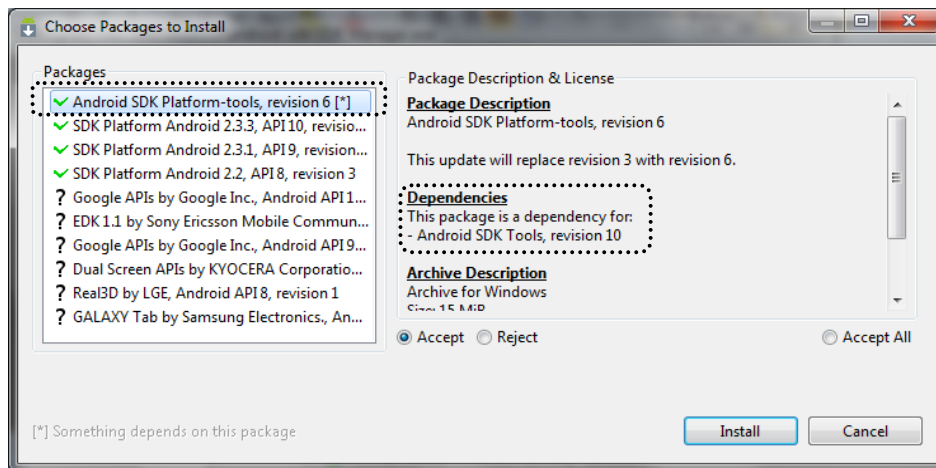 Choose Packages to Install
Packages
Android SDK Platform-tools, revision 6 [*]
SDK Platform Android 2.3.3, API 10, revisio...
SDK Platform Android 2.3.1, API 9, revision...
SDK Platform Android 2.2, API 8, revision 3
? Google APIs by Google Inc., Android API 1...
? EDK 1.1 by Sony Ericsson Mobile Commun...
? Google APIs by Google Inc., Android API 9...
? Dual Screen APIs by KYOCERA Corporatio...
? Real3D by LGE, Android API 8, revision 1
? GALAXY Tab by Samsung Electronics., An...
Package Description & License
Package Description
Android SDK Platform-tools, revision 6
This update will replace revision 3 with revision 6.
Dependencies
This package is a dependency for:
- Android SDK Tools, revision 10
Archive Description
Archive for Windows
Size: 15 MiB
Accept Reject Accept All
[*] Something depends on this package
Install Cancel